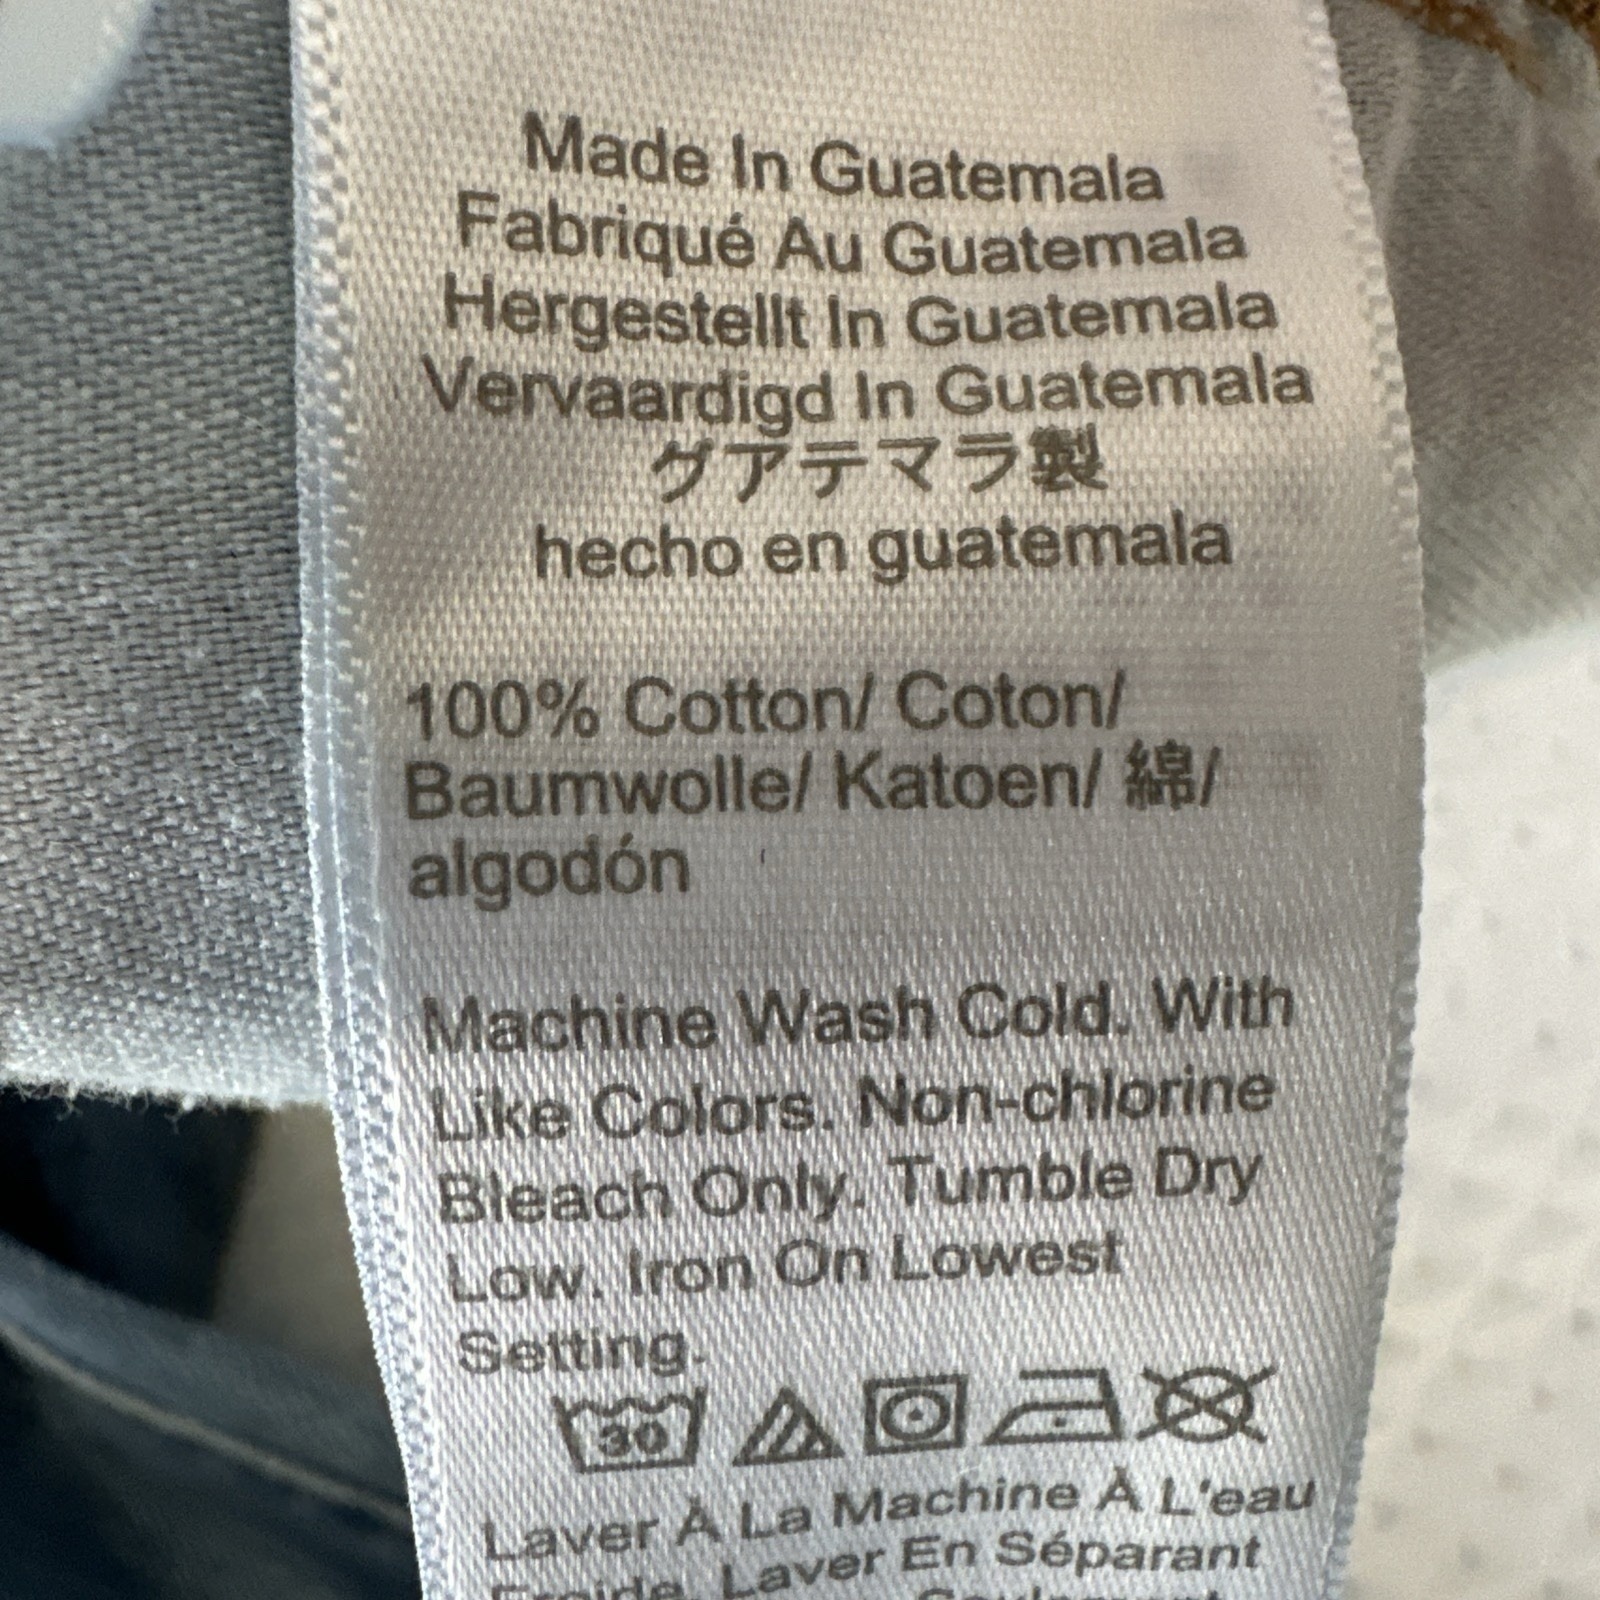 Made In Guatemala
Fabriqué Au Guatemala
Hergestellt In Guatemala
Vervaardigd In Guatemala
グアテマラ製
hecho en guatemala
100% Cotton/ Coton/
Baumwolle/ Katoen/ 綿/
algodón
Machine Wash Cold. With
Like Colors. Non-chlorine
Bleach Only. Tumble Dry
Low. Iron On Lowest
Setting.
30
Laver À La Machine À L'eau
Froide. Laver En Séparant
Seulement